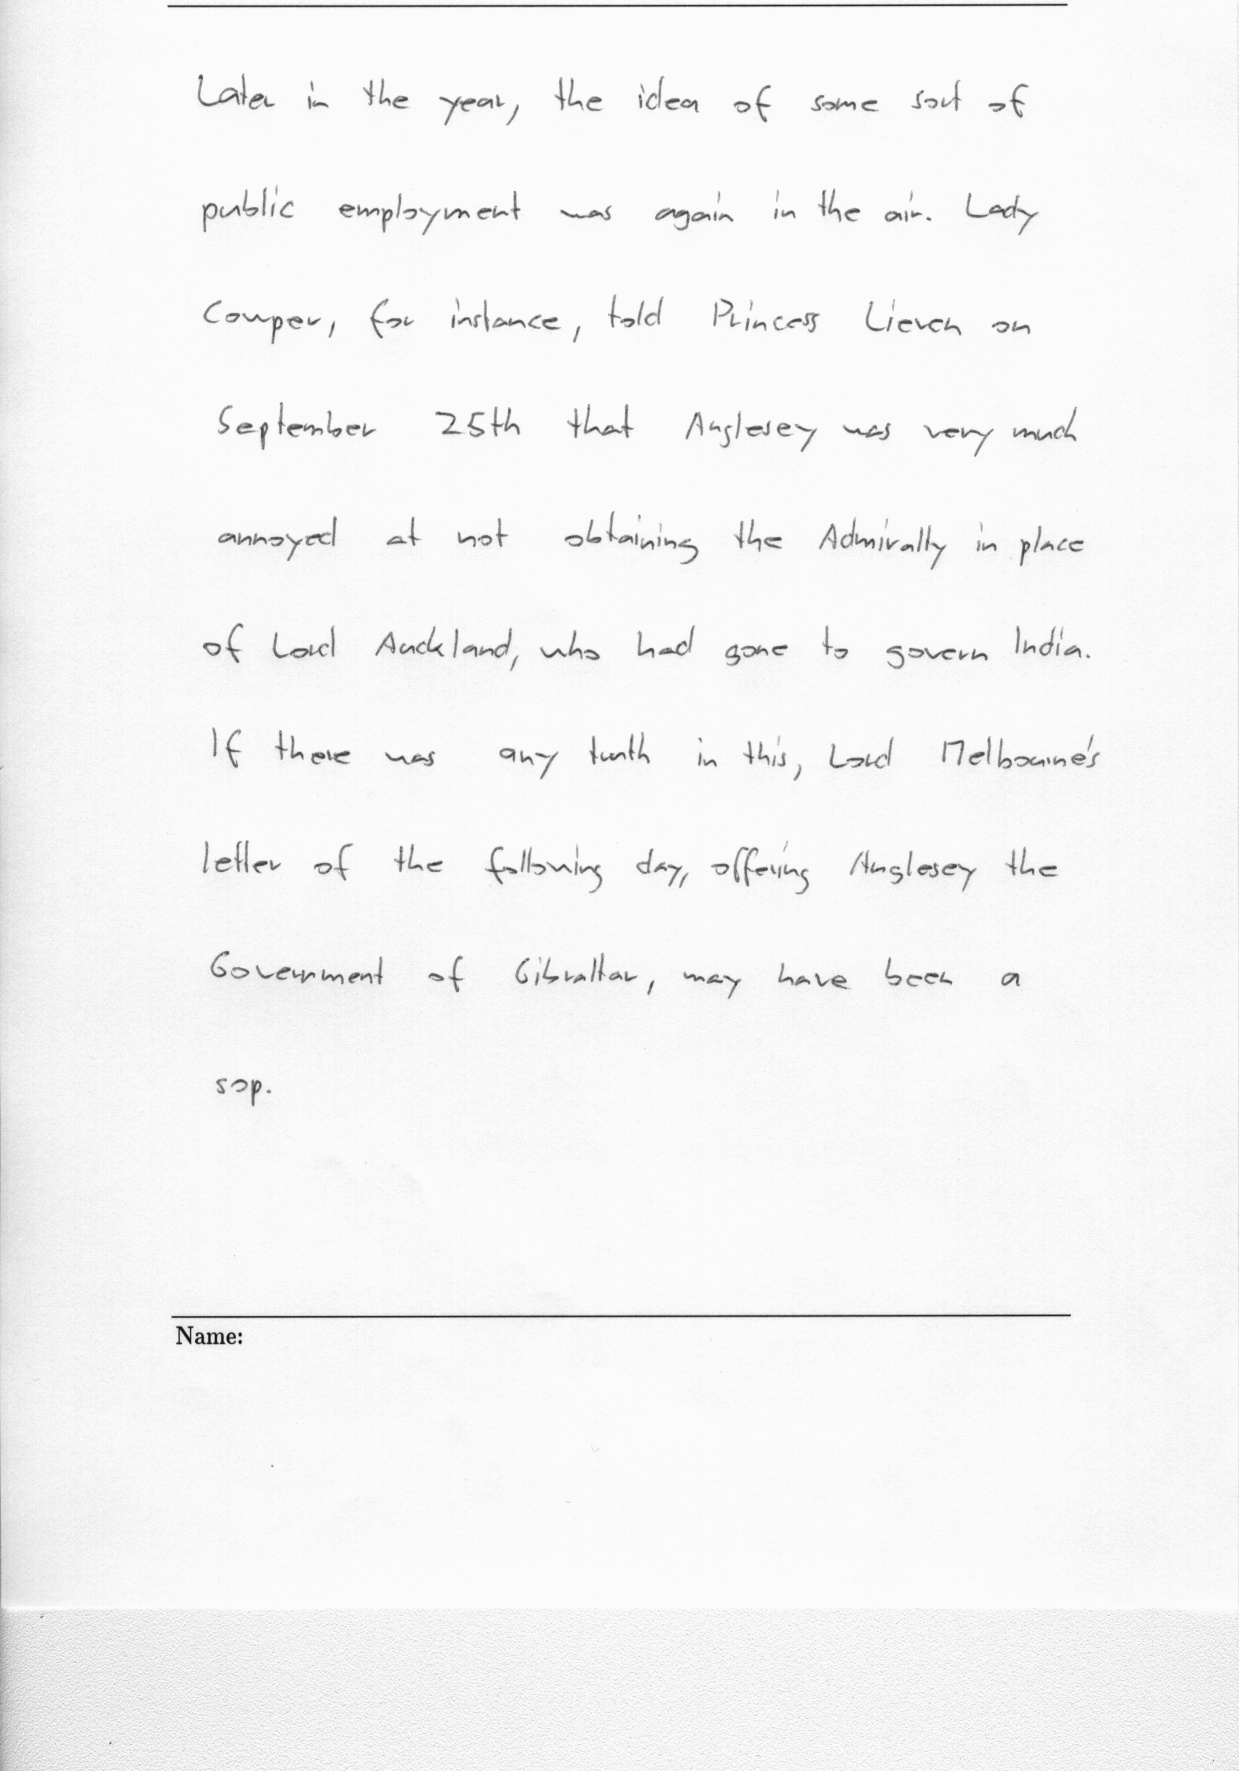 Later in the year, the idea of some sort of
public employment was again in the air. Lady
Cowper, for instance, told Princess Lieven on
September 25th that Anglesey was very much
annoyed at not obtaining the Admiralty in place
of Lord Auckland, who had gone to govern India.
If there was any truth in this, Lord Melbourne's
letter of the following day, offering Anglesey the
Government of Gibraltar, may have been a
sop.
Name: